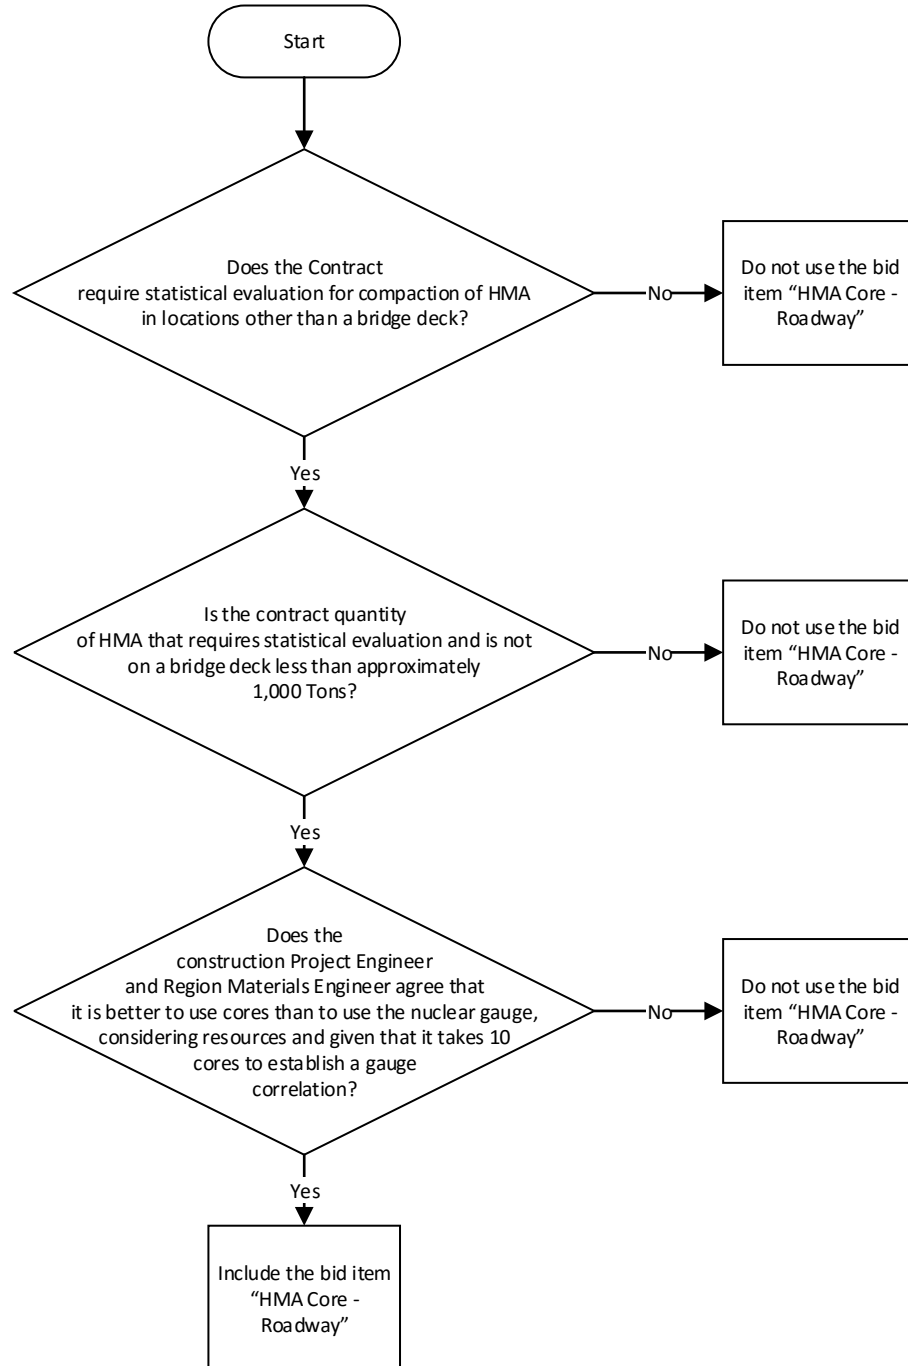 Start
Does the Contract
require statistical evaluation for compaction of HMA
in locations other than a bridge deck?
No
Do not use the bid
item “HMA Core -
Roadway”
Yes
Is the contract quantity
of HMA that requires statistical evaluation and is not
on a bridge deck less than approximately
1,000 Tons?
No
Do not use the bid
item “HMA Core -
Roadway”
Yes
Does the
construction Project Engineer
and Region Materials Engineer agree that
it is better to use cores than to use the nuclear gauge,
considering resources and given that it takes 10
cores to establish a gauge
correlation?
No
Do not use the bid
item “HMA Core -
Roadway”
Yes
Include the bid item
“HMA Core -
Roadway”